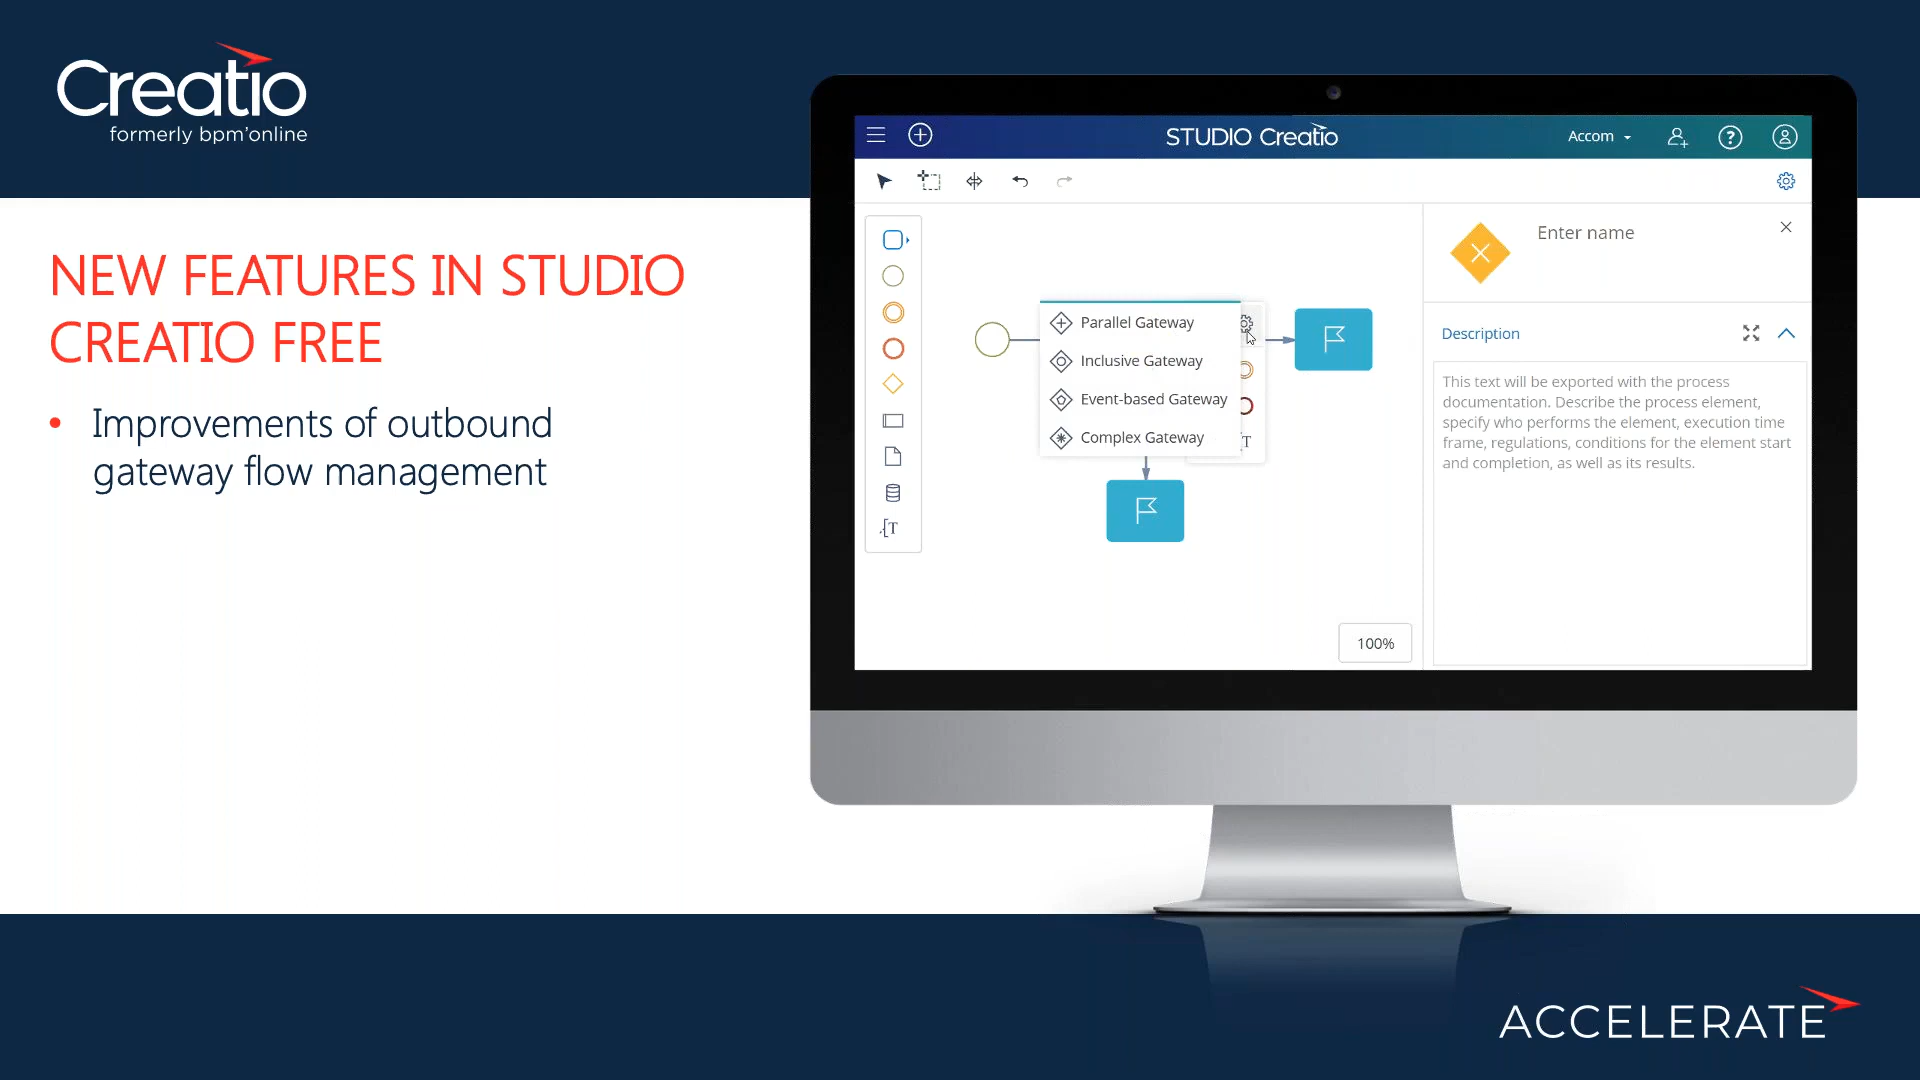 Creatio
formerly bpm'online
NEW FEATURES IN STUDIO
CREATIO FREE
• Improvements of outbound
gateway flow management
STUDIO Creatio
Accom
?
Enter name
Parallel Gateway
Inclusive Gateway
Event-based Gateway
Complex Gateway
T
T
Description
This text will be exported with the process
documentation. Describe the process element,
specify who performs the element, execution time
frame, regulations, conditions for the element start
and completion, as well as its results.
100%
ACCELERATE